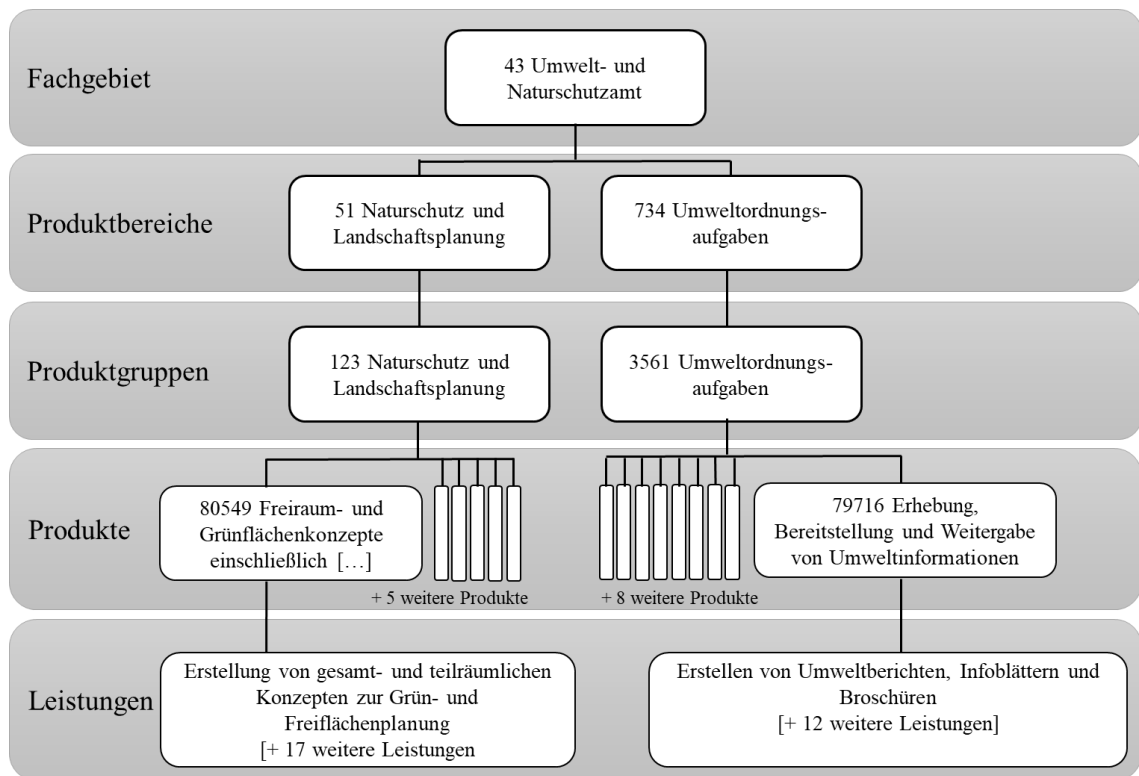 Fachgebiet
43 Umwelt- und
Naturschutzamt
Produktbereiche
51 Naturschutz und
Landschaftsplanung
734 Umweltordnungs-
aufgaben
Produktgruppen
123 Naturschutz und
Landschaftsplanung
3561 Umweltordnungs-
aufgaben
Produkte
80549 Freiraum- und
Grünflächenkonzepte
einschließlich […]
+ 5 weitere Produkte
+ 8 weitere Produkte
79716 Erhebung,
Bereitstellung und Weitergabe
von Umweltinformationen
Leistungen
Erstellung von gesamt- und teilräumlichen
Konzepten zur Grün- und
Freiflächenplanung
[+ 17 weitere Leistungen
Erstellen von Umweltberichten, Infoblättern und
Broschüren
[+ 12 weitere Leistungen]